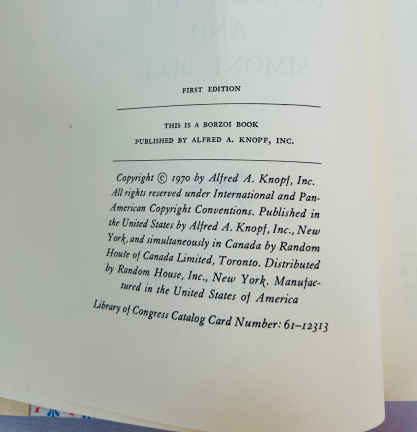 FIRST EDITION
THIS IS A BORZOI BOOK
PUBLISHED BY ALFRED A. KNOPF, INC.
Copyright © 1970 by Alfred A. Knopf, Inc.
All rights reserved under International and Pan-
American Copyright Conventions. Published in
the United States by Alfred A. Knopf, Inc., New
York, and simultaneously in Canada by Random
House of Canada Limited, Toronto. Distributed
by Random House, Inc., New York. Manufac-
tured in the United States of America
Library of Congress Catalog Card Number: 61-12313